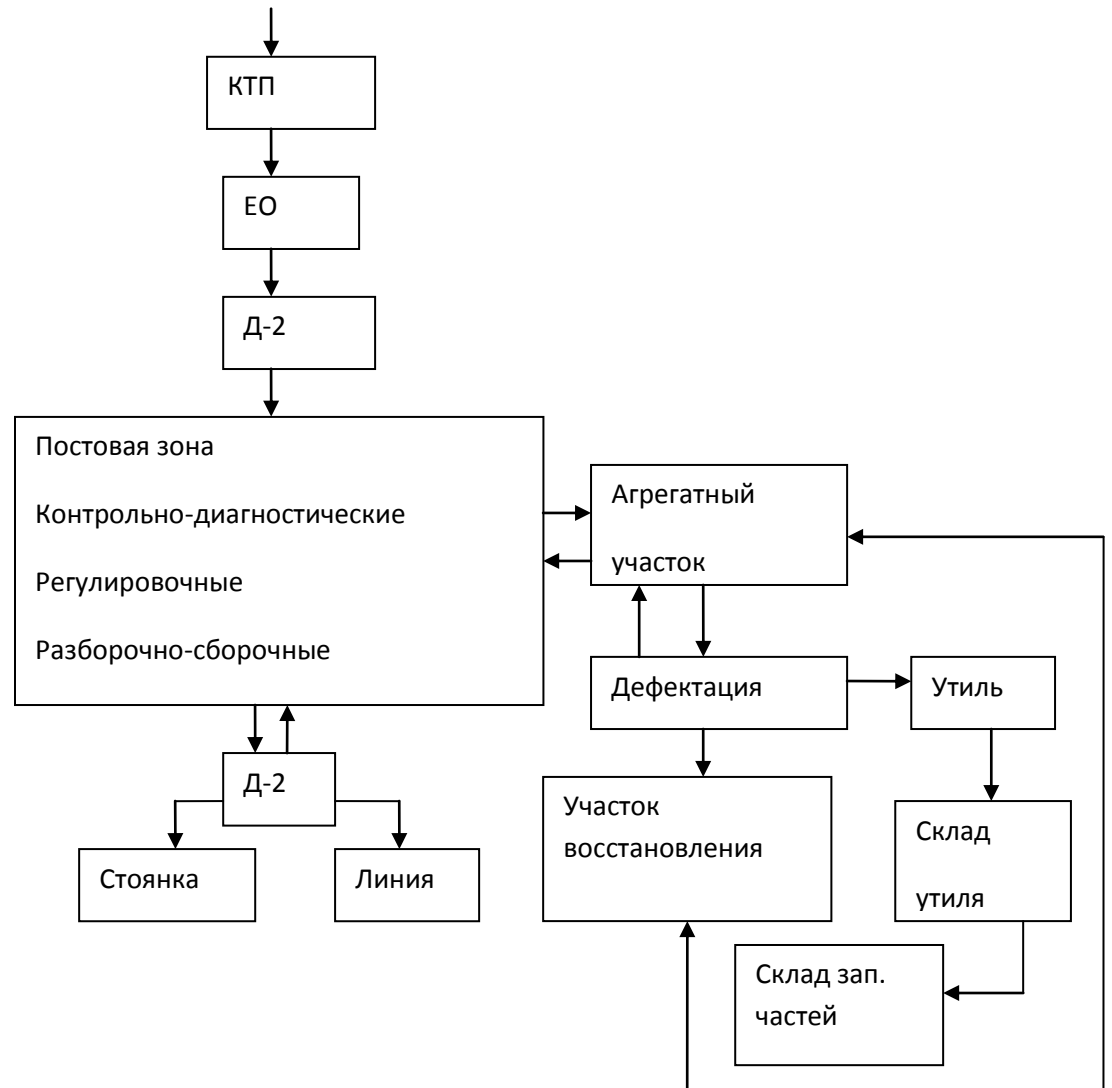 КТП
ЕО
Д-2
Постовая зона
Контрольно-диагностические
Регулировочные
Разборочно-сборочные
Агрегатный
участок
Дефектация
Утиль
Д-2
Участок
восстановления
Склад
утиля
Стоянка
Линия
Склад зап.
частей